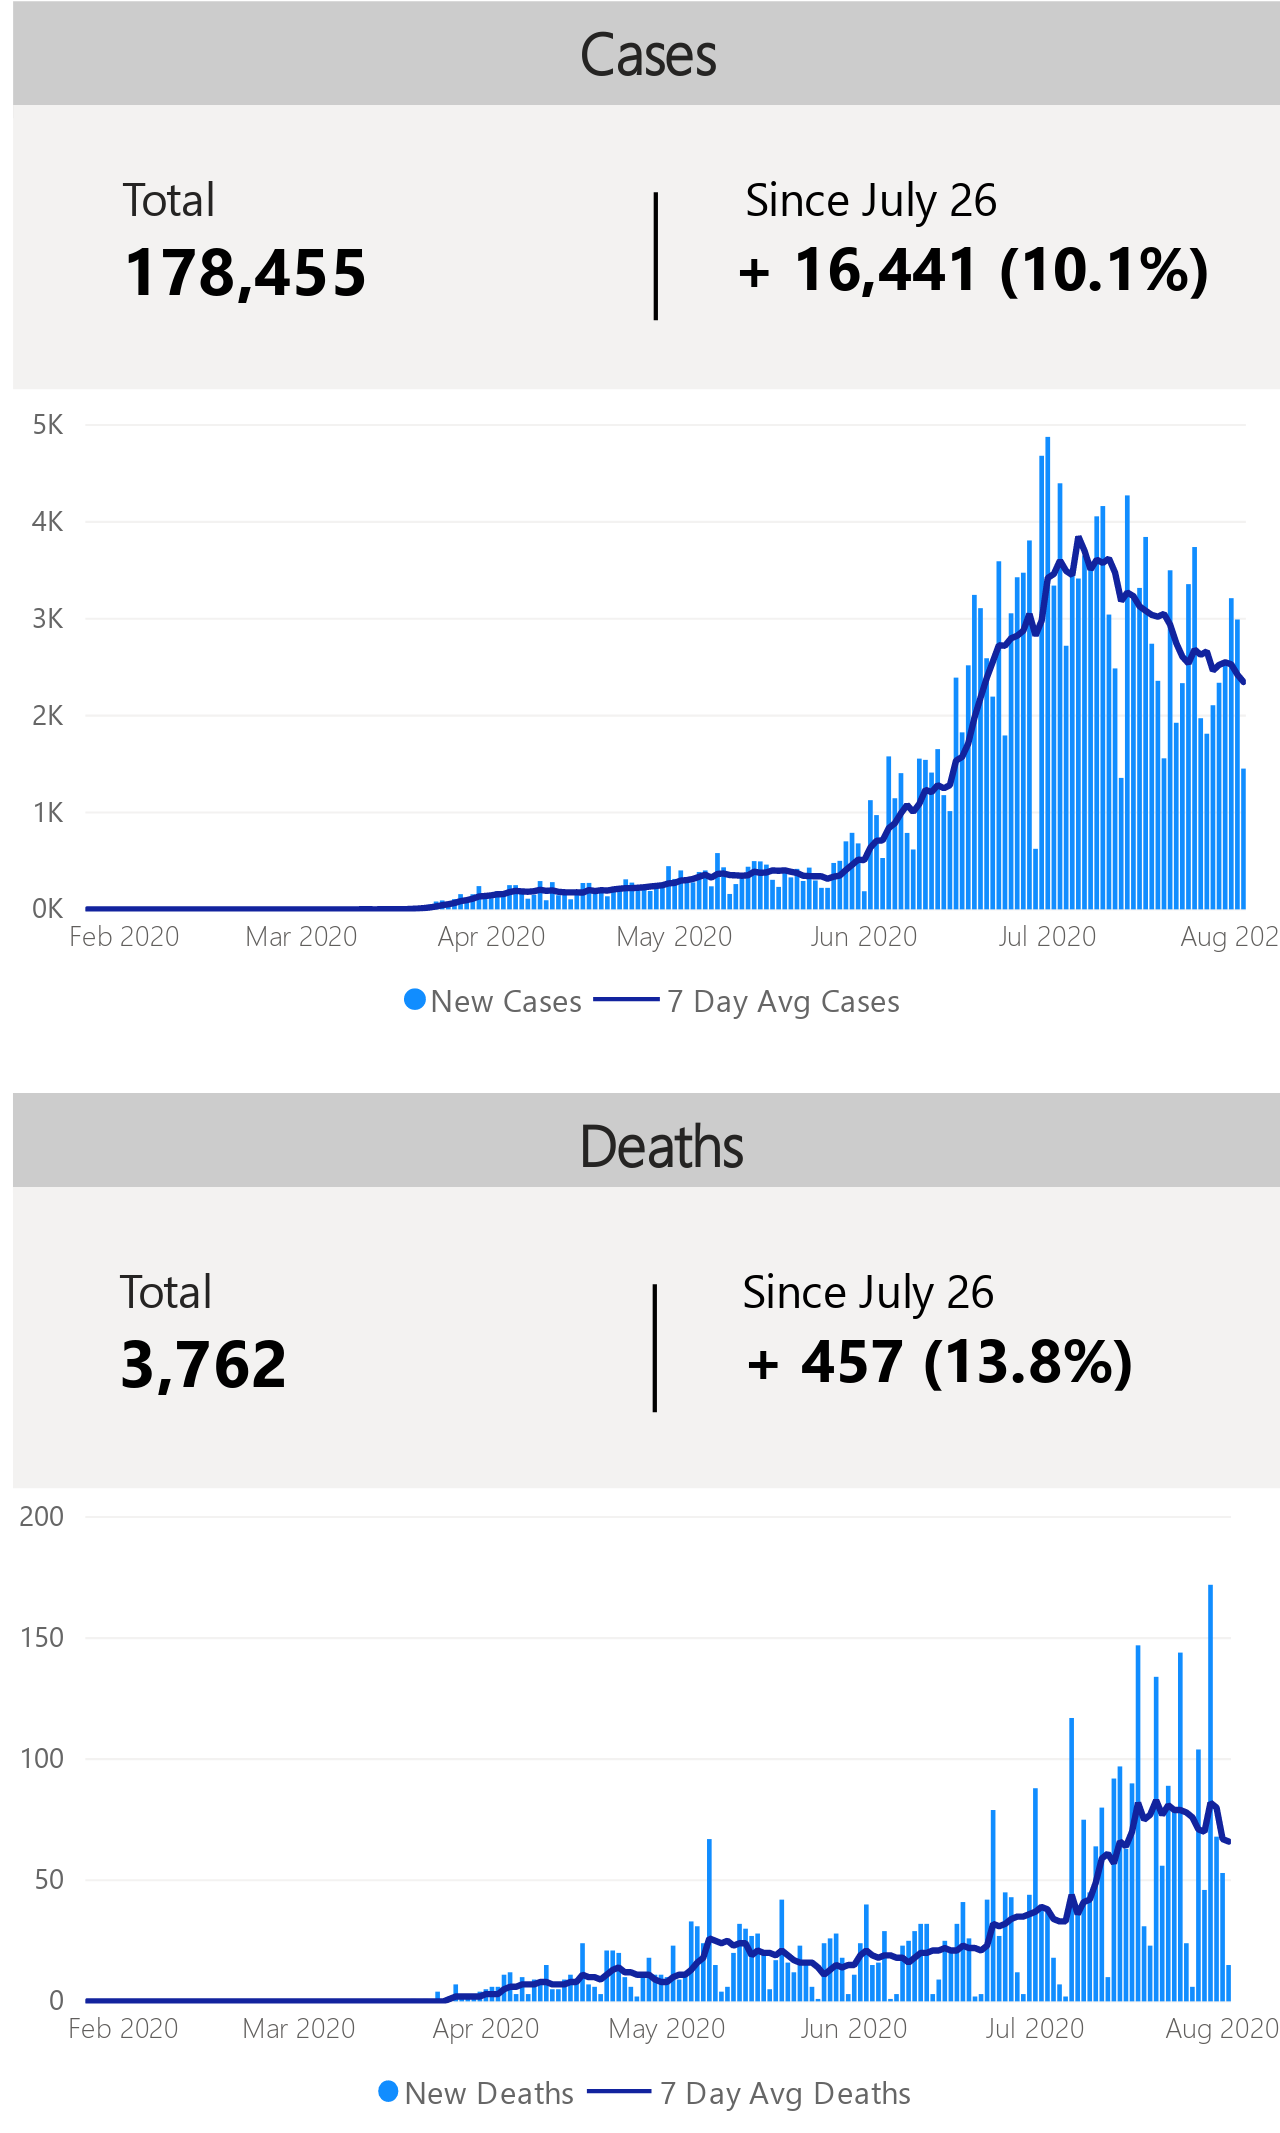 Cases
Total
Since July 26
178,455
+ 16,441 (10.1%)
5K
4K
3K
2K
1K
0K
Feb 2020 Mar 2020 Apr 2020 May 2020 Jun 2020 Jul 2020 Aug 202
New Cases 7 Day Avg Cases
Deaths
Total
Since July 26
3,762
+ 457 (13.8%)
200
150
100
50
0
Feb 2020 Mar 2020 Apr 2020 May 2020 Jun 2020 Jul 2020 Aug 2020
New Deaths 7 Day Avg Deaths